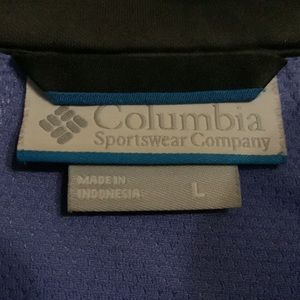 Columbia
Sportswear Company
MADE IN
INDONESIA
L